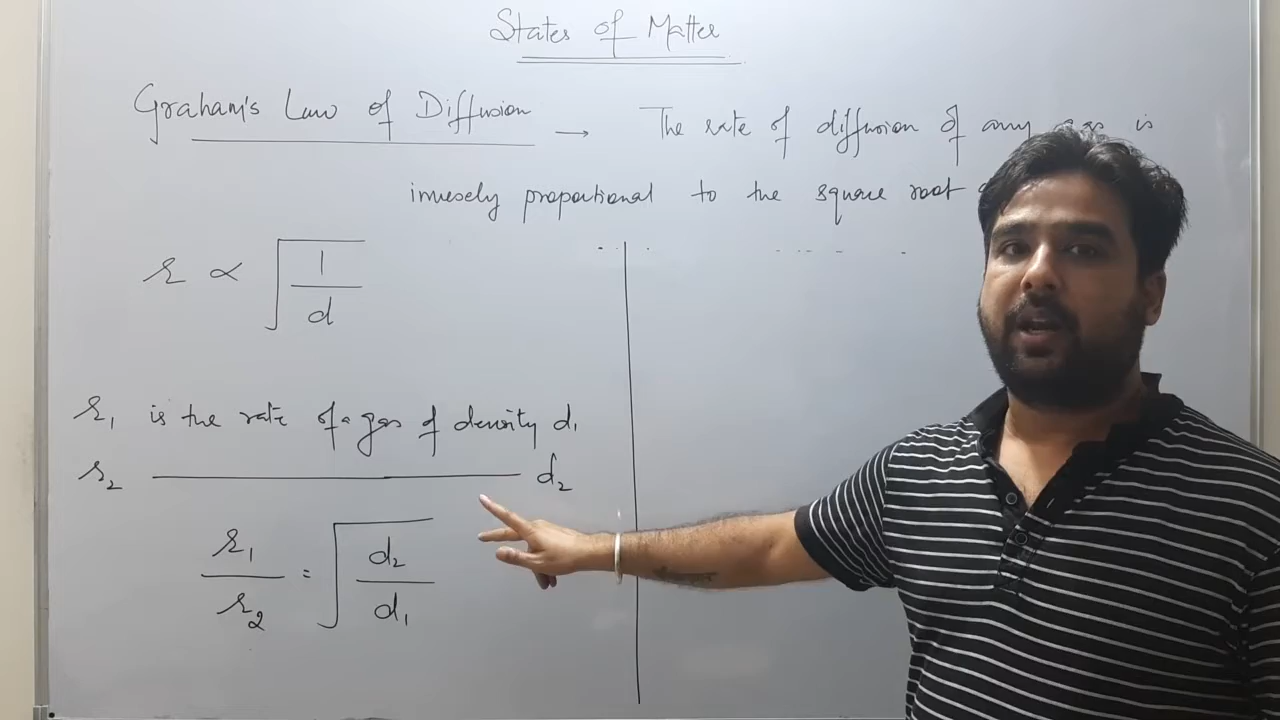 States of Matter
Graham's Law of Diffusion → The rate of diffusion of any gas is
inversely proportional to the square root
r ∝ √(1/d)
r₁ is the rate of a gas of density d₁
r₂ ———— d₂
r₁/r₂ = √(d₂/d₁)